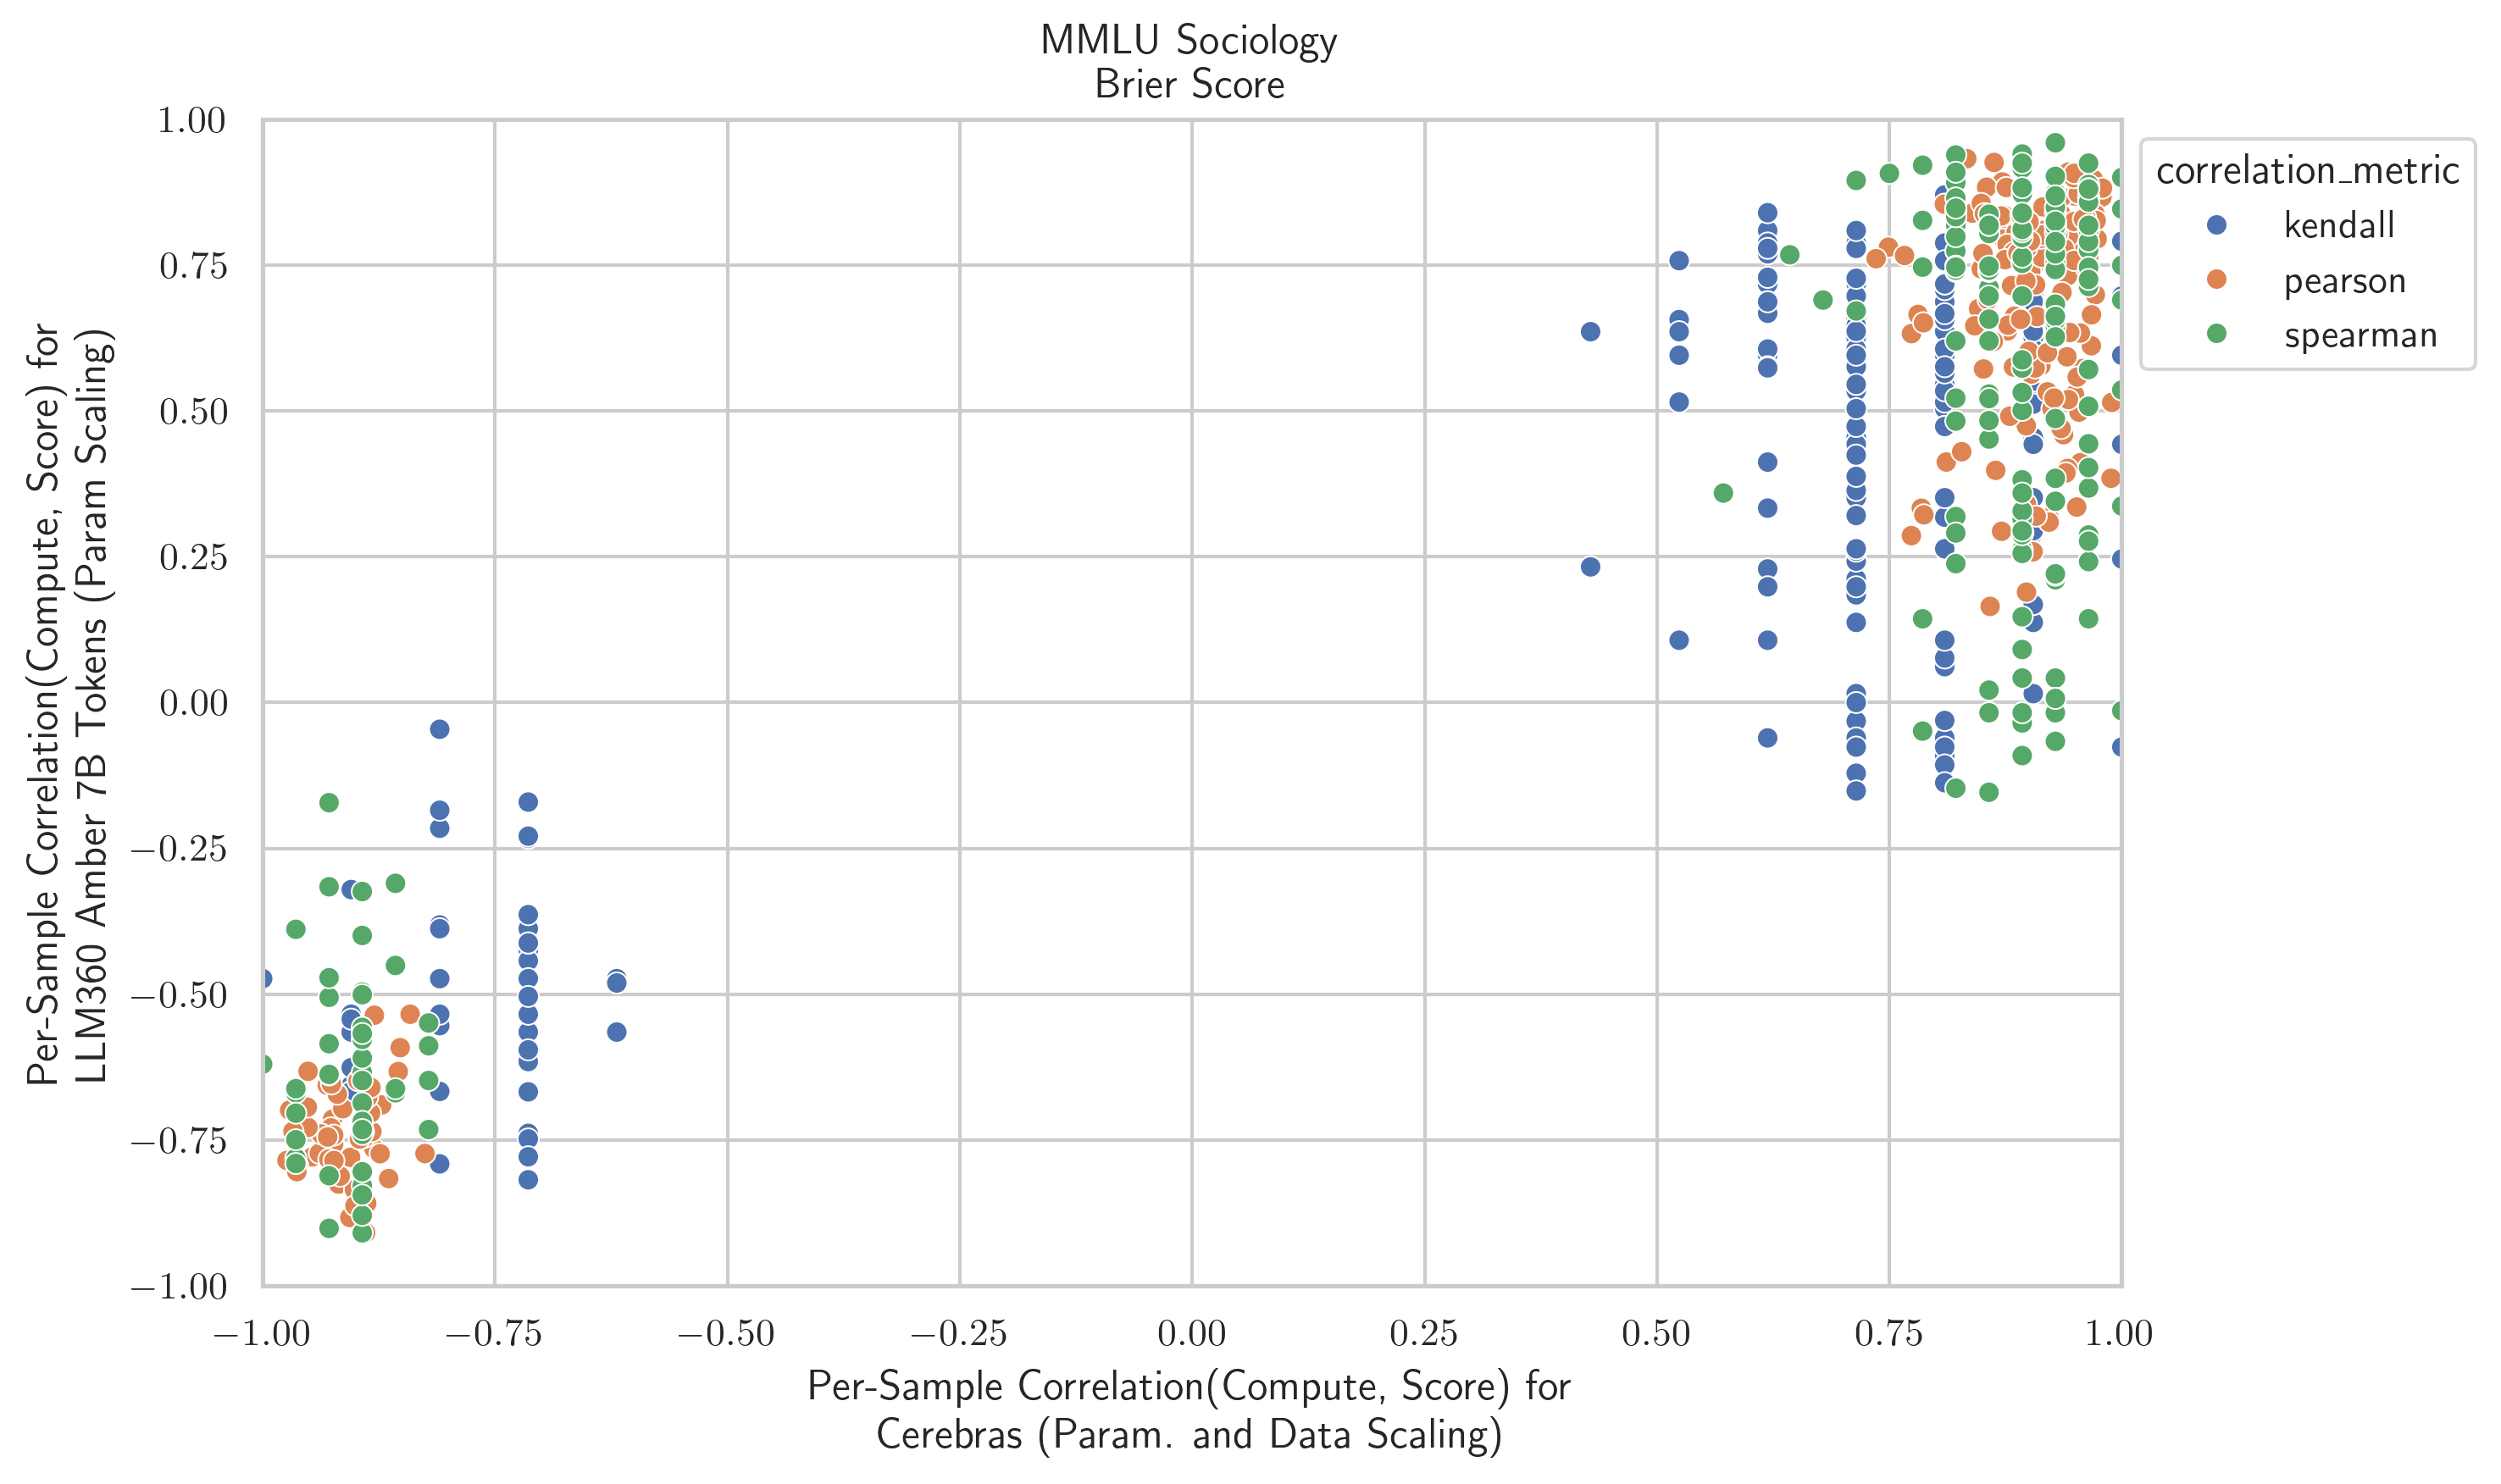 MMLU Sociology
Brier Score
Per-Sample Correlation(Compute, Score) for
LLM360 Amber 7B Tokens (Param Scaling)
1.00
0.75
0.50
0.25
0.00
−0.25
−0.50
−0.75
−1.00
−1.00 −0.75 −0.50 −0.25 0.00 0.25 0.50 0.75 1.00
Per-Sample Correlation(Compute, Score) for
Cerebras (Param. and Data Scaling)
correlation_metric
kendall
pearson
spearman